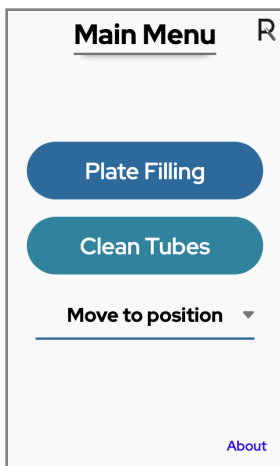 Main Menu
R
Plate Filling
Clean Tubes
Move to position
About